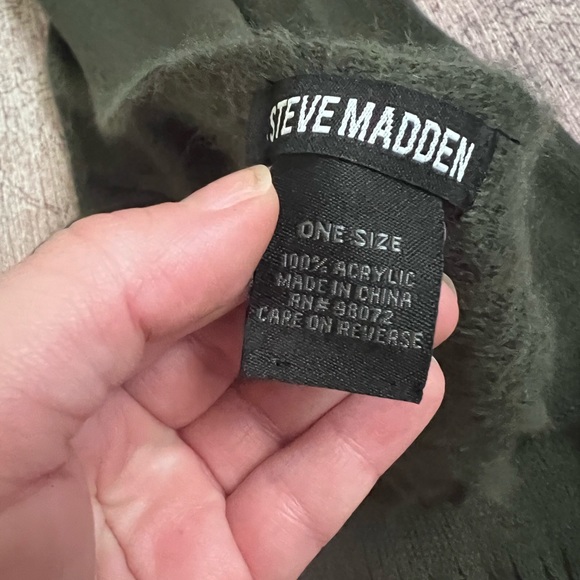 STEVE MADDEN
ONE SIZE
100% ACRYLIC
MADE IN CHINA
RN# 98072
CARE ON REVERSE